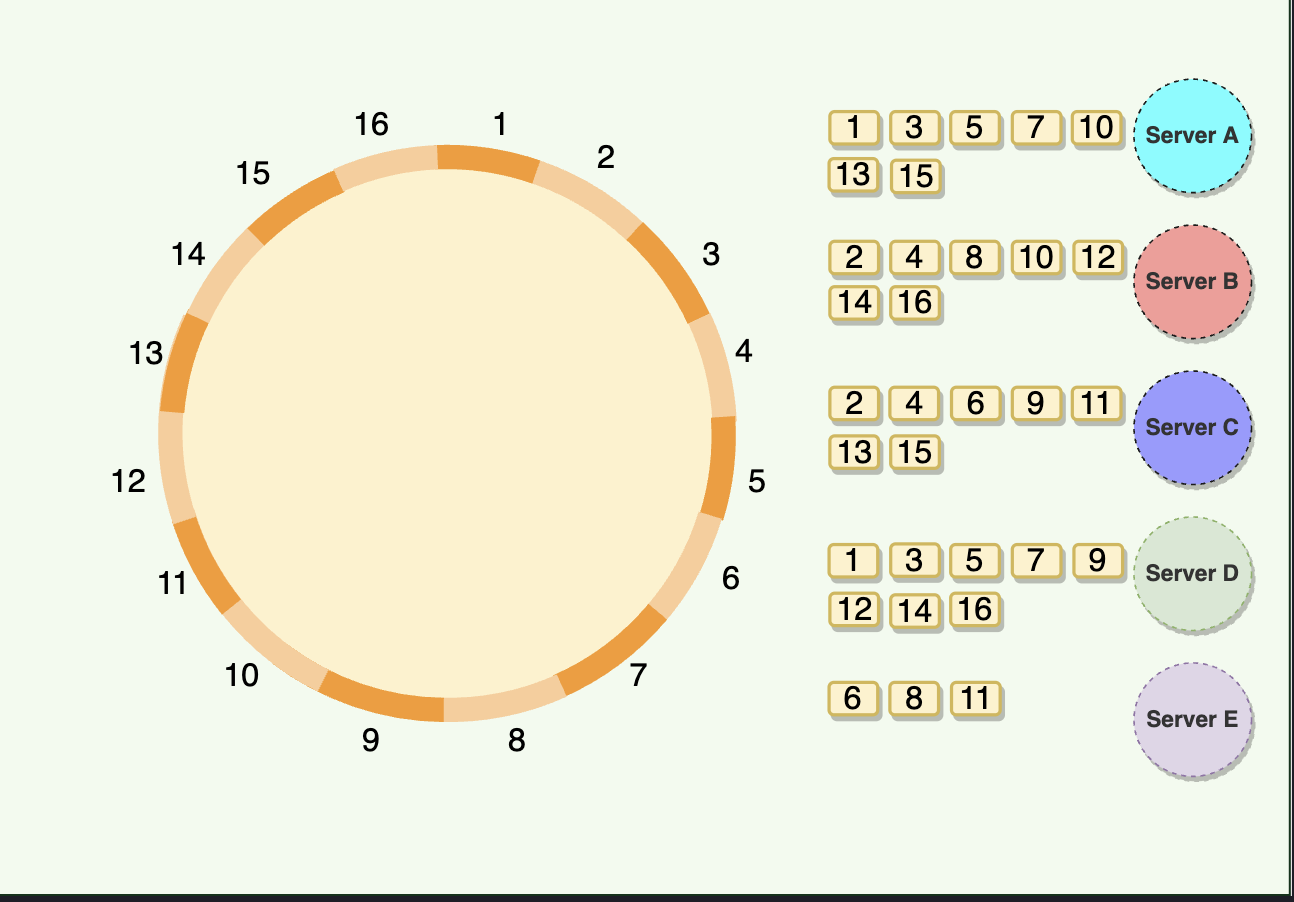 16 1
15 2
14 3
13 4
12 5
11 6
10 7
9 8
1 3 5 7 10
13 15
Server A
2 4 8 10 12
14 16
Server B
2 4 6 9 11
13 15
Server C
1 3 5 7 9
12 14 16
Server D
6 8 11
Server E